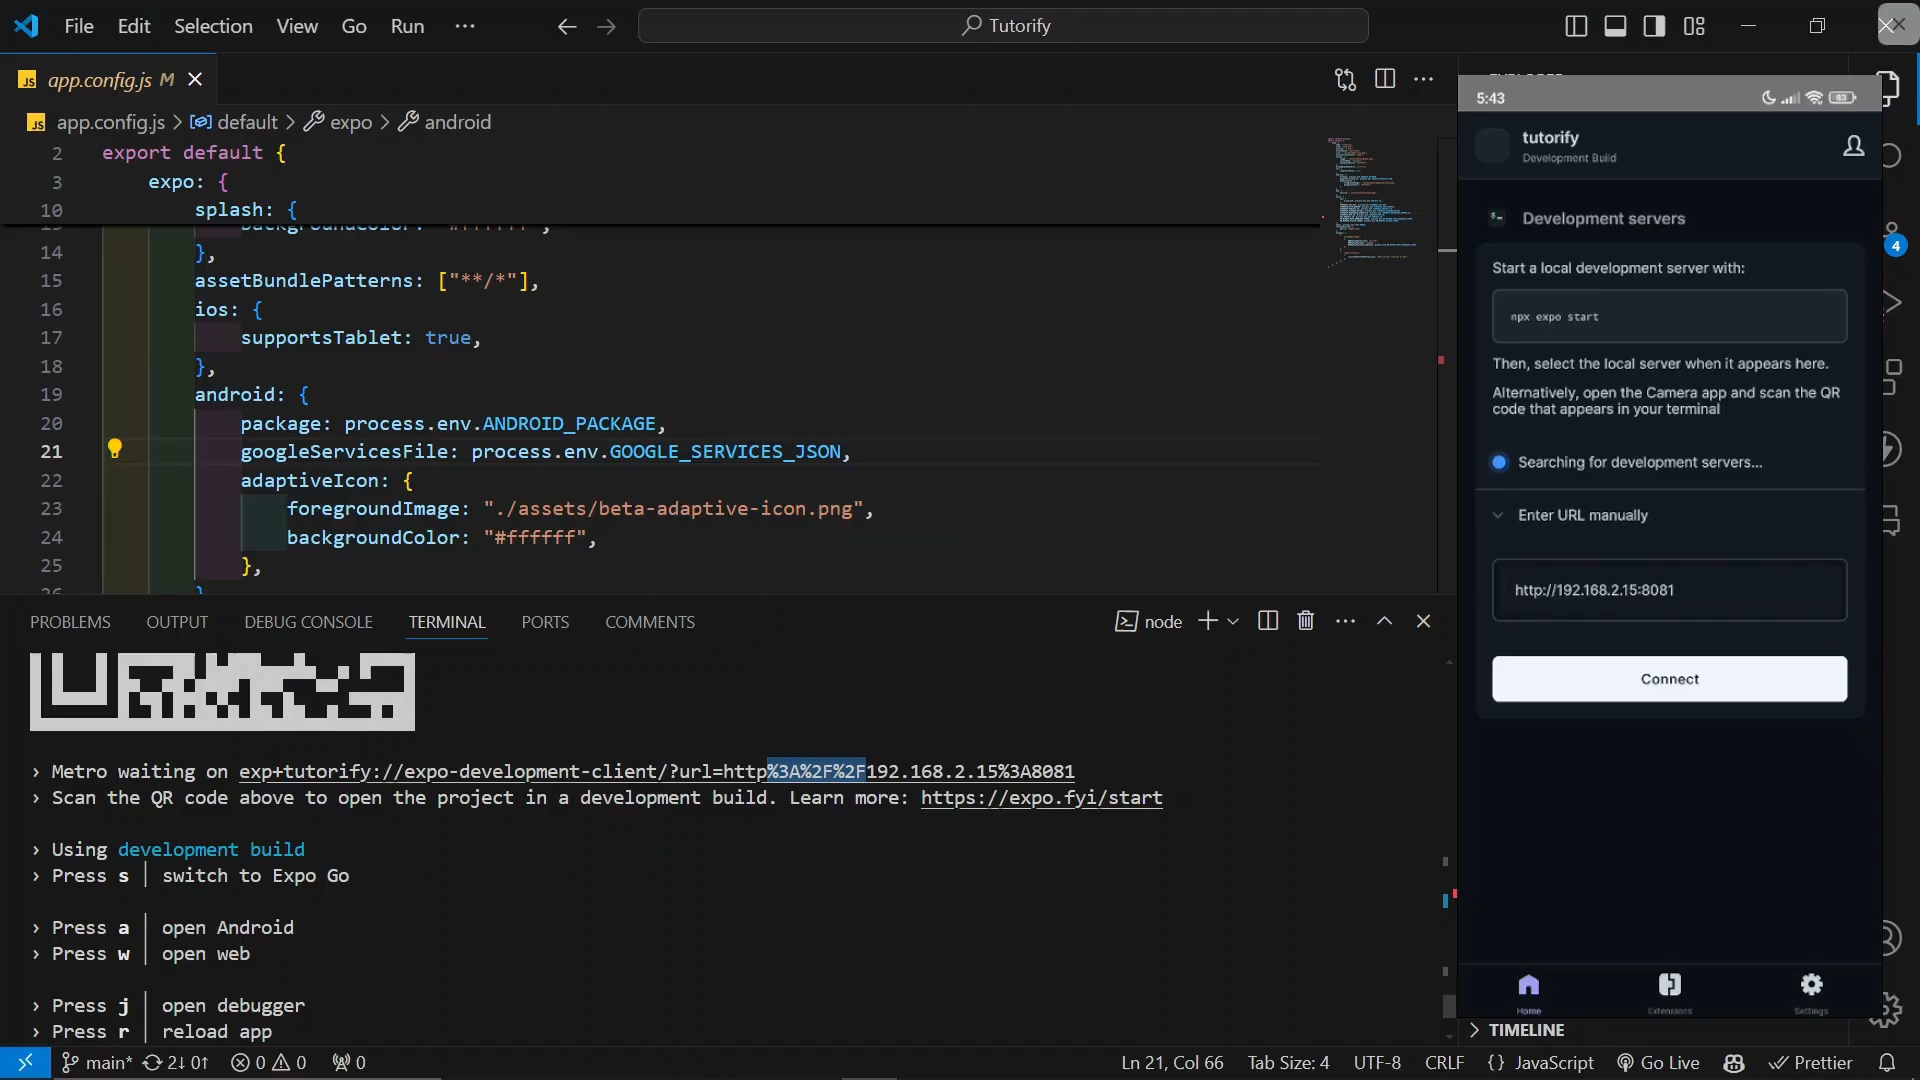 File Edit Selection View Go Run ··· Tutorify
JS app.config.js M
JS app.config.js > default > expo > android
2 export default {
3 expo: {
10 splash: {
14 },
15 assetBundlePatterns: ["**/*"],
16 ios: {
17 supportsTablet: true,
18 },
19 android: {
20 package: process.env.ANDROID_PACKAGE,
21 googleServicesFile: process.env.GOOGLE_SERVICES_JSON,
22 adaptiveIcon: {
23 foregroundImage: "./assets/beta-adaptive-icon.png",
24 backgroundColor: "#ffffff",
25 },
PROBLEMS OUTPUT DEBUG CONSOLE TERMINAL PORTS COMMENTS node
› Metro waiting on exp+tutorify://expo-development-client/?url=http%3A%2F%2F192.168.2.15%3A8081
› Scan the QR code above to open the project in a development build. Learn more: https://expo.fyi/start
› Using development build
› Press s │ switch to Expo Go
› Press a │ open Android
› Press w │ open web
› Press j │ open debugger
› Press r │ reload app
5:43 93
tutorify
Development Build
Development servers
Start a local development server with:
npx expo start
Then, select the local server when it appears here.
Alternatively, open the Camera app and scan the QR
code that appears in your terminal
Searching for development servers...
Enter URL manually
http://192.168.2.15:8081
Connect
Home Extensions Settings
4
TIMELINE
main* 2↓ 0↑ 0 0 0 Ln 21, Col 66 Tab Size: 4 UTF-8 CRLF {} JavaScript Go Live Prettier